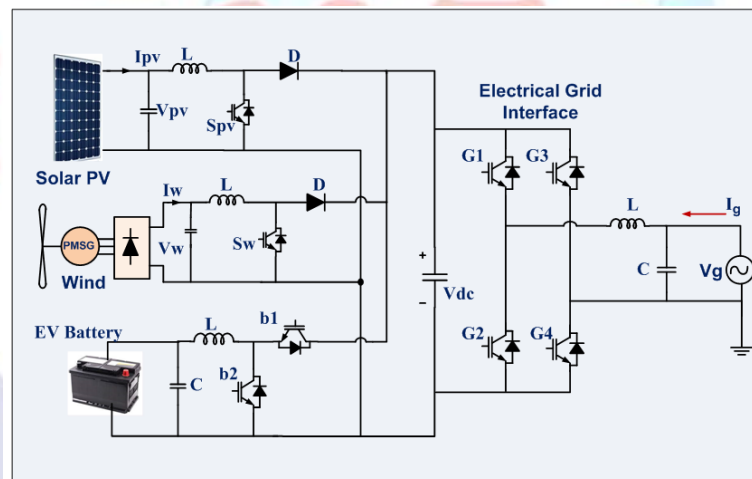 Ipv
L
D
Vpv
Spv
Solar PV
Electrical Grid
Interface
G1
G3
Iw
L
D
L
Ig
PMSG
Vw
Sw
Wind
+
Vdc
−
C
Vg
EV Battery
L
b1
G2
G4
C
b2